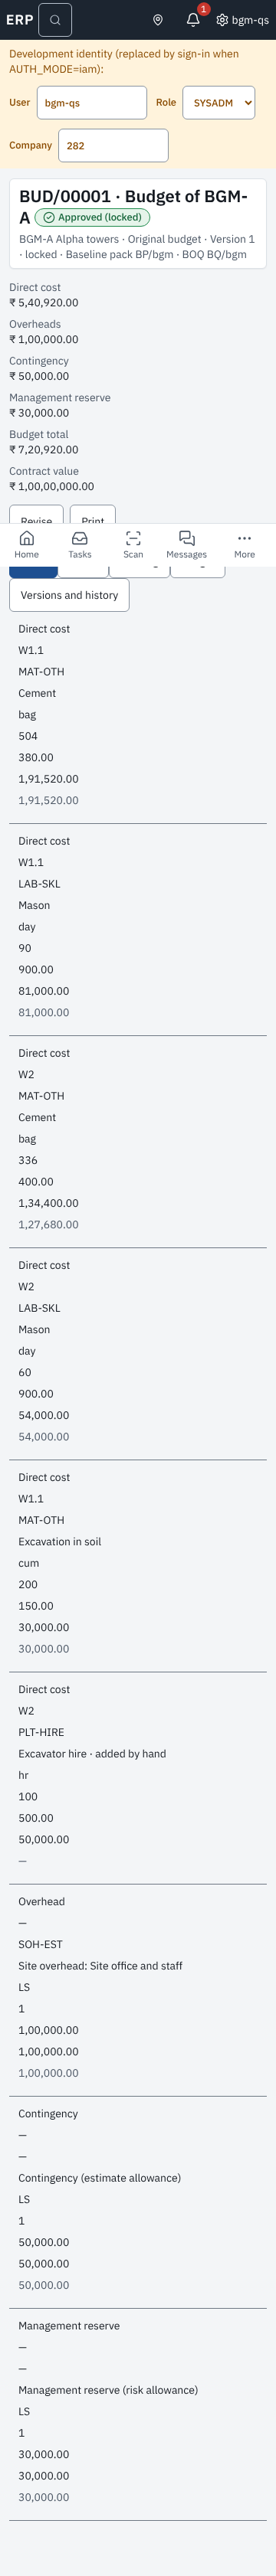 ERP
1
bgm-qs
Development identity (replaced by sign-in when
AUTH_MODE=iam):
User
bgm-qs
Role
SYSADM
Company
282
BUD/00001 · Budget of BGM-
A
Approved (locked)
BGM-A Alpha towers · Original budget · Version 1
· locked · Baseline pack BP/bgm · BOQ BQ/bgm
Direct cost
₹ 5,40,920.00
Overheads
₹ 1,00,000.00
Contingency
₹ 50,000.00
Management reserve
₹ 30,000.00
Budget total
₹ 7,20,920.00
Contract value
₹ 1,00,00,000.00
Revise
Print
Home
Tasks
Scan
Messages
More
Versions and history
Direct cost
W1.1
MAT-OTH
Cement
bag
504
380.00
1,91,520.00
1,91,520.00
Direct cost
W1.1
LAB-SKL
Mason
day
90
900.00
81,000.00
81,000.00
Direct cost
W2
MAT-OTH
Cement
bag
336
400.00
1,34,400.00
1,27,680.00
Direct cost
W2
LAB-SKL
Mason
day
60
900.00
54,000.00
54,000.00
Direct cost
W1.1
MAT-OTH
Excavation in soil
cum
200
150.00
30,000.00
30,000.00
Direct cost
W2
PLT-HIRE
Excavator hire · added by hand
hr
100
500.00
50,000.00
—
Overhead
—
SOH-EST
Site overhead: Site office and staff
LS
1
1,00,000.00
1,00,000.00
1,00,000.00
Contingency
—
—
Contingency (estimate allowance)
LS
1
50,000.00
50,000.00
50,000.00
Management reserve
—
—
Management reserve (risk allowance)
LS
1
30,000.00
30,000.00
30,000.00